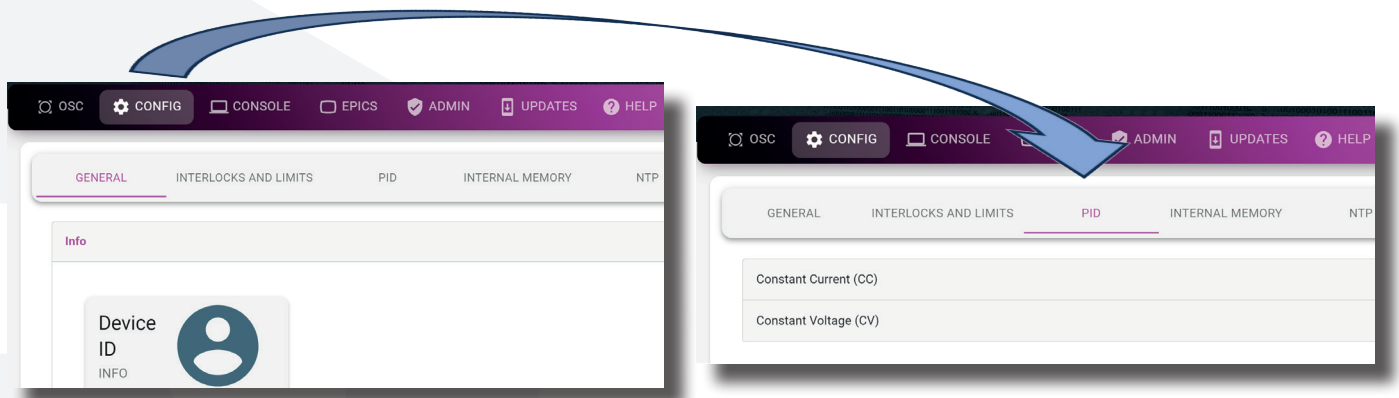 OSC CONFIG CONSOLE EPICS ADMIN UPDATES HELP
GENERAL INTERLOCKS AND LIMITS PID INTERNAL MEMORY NTP
Info
Device
ID
INFO
OSC CONFIG CONSOLE ADMIN UPDATES HELP
GENERAL INTERLOCKS AND LIMITS PID INTERNAL MEMORY NTP
Constant Current (CC)
Constant Voltage (CV)